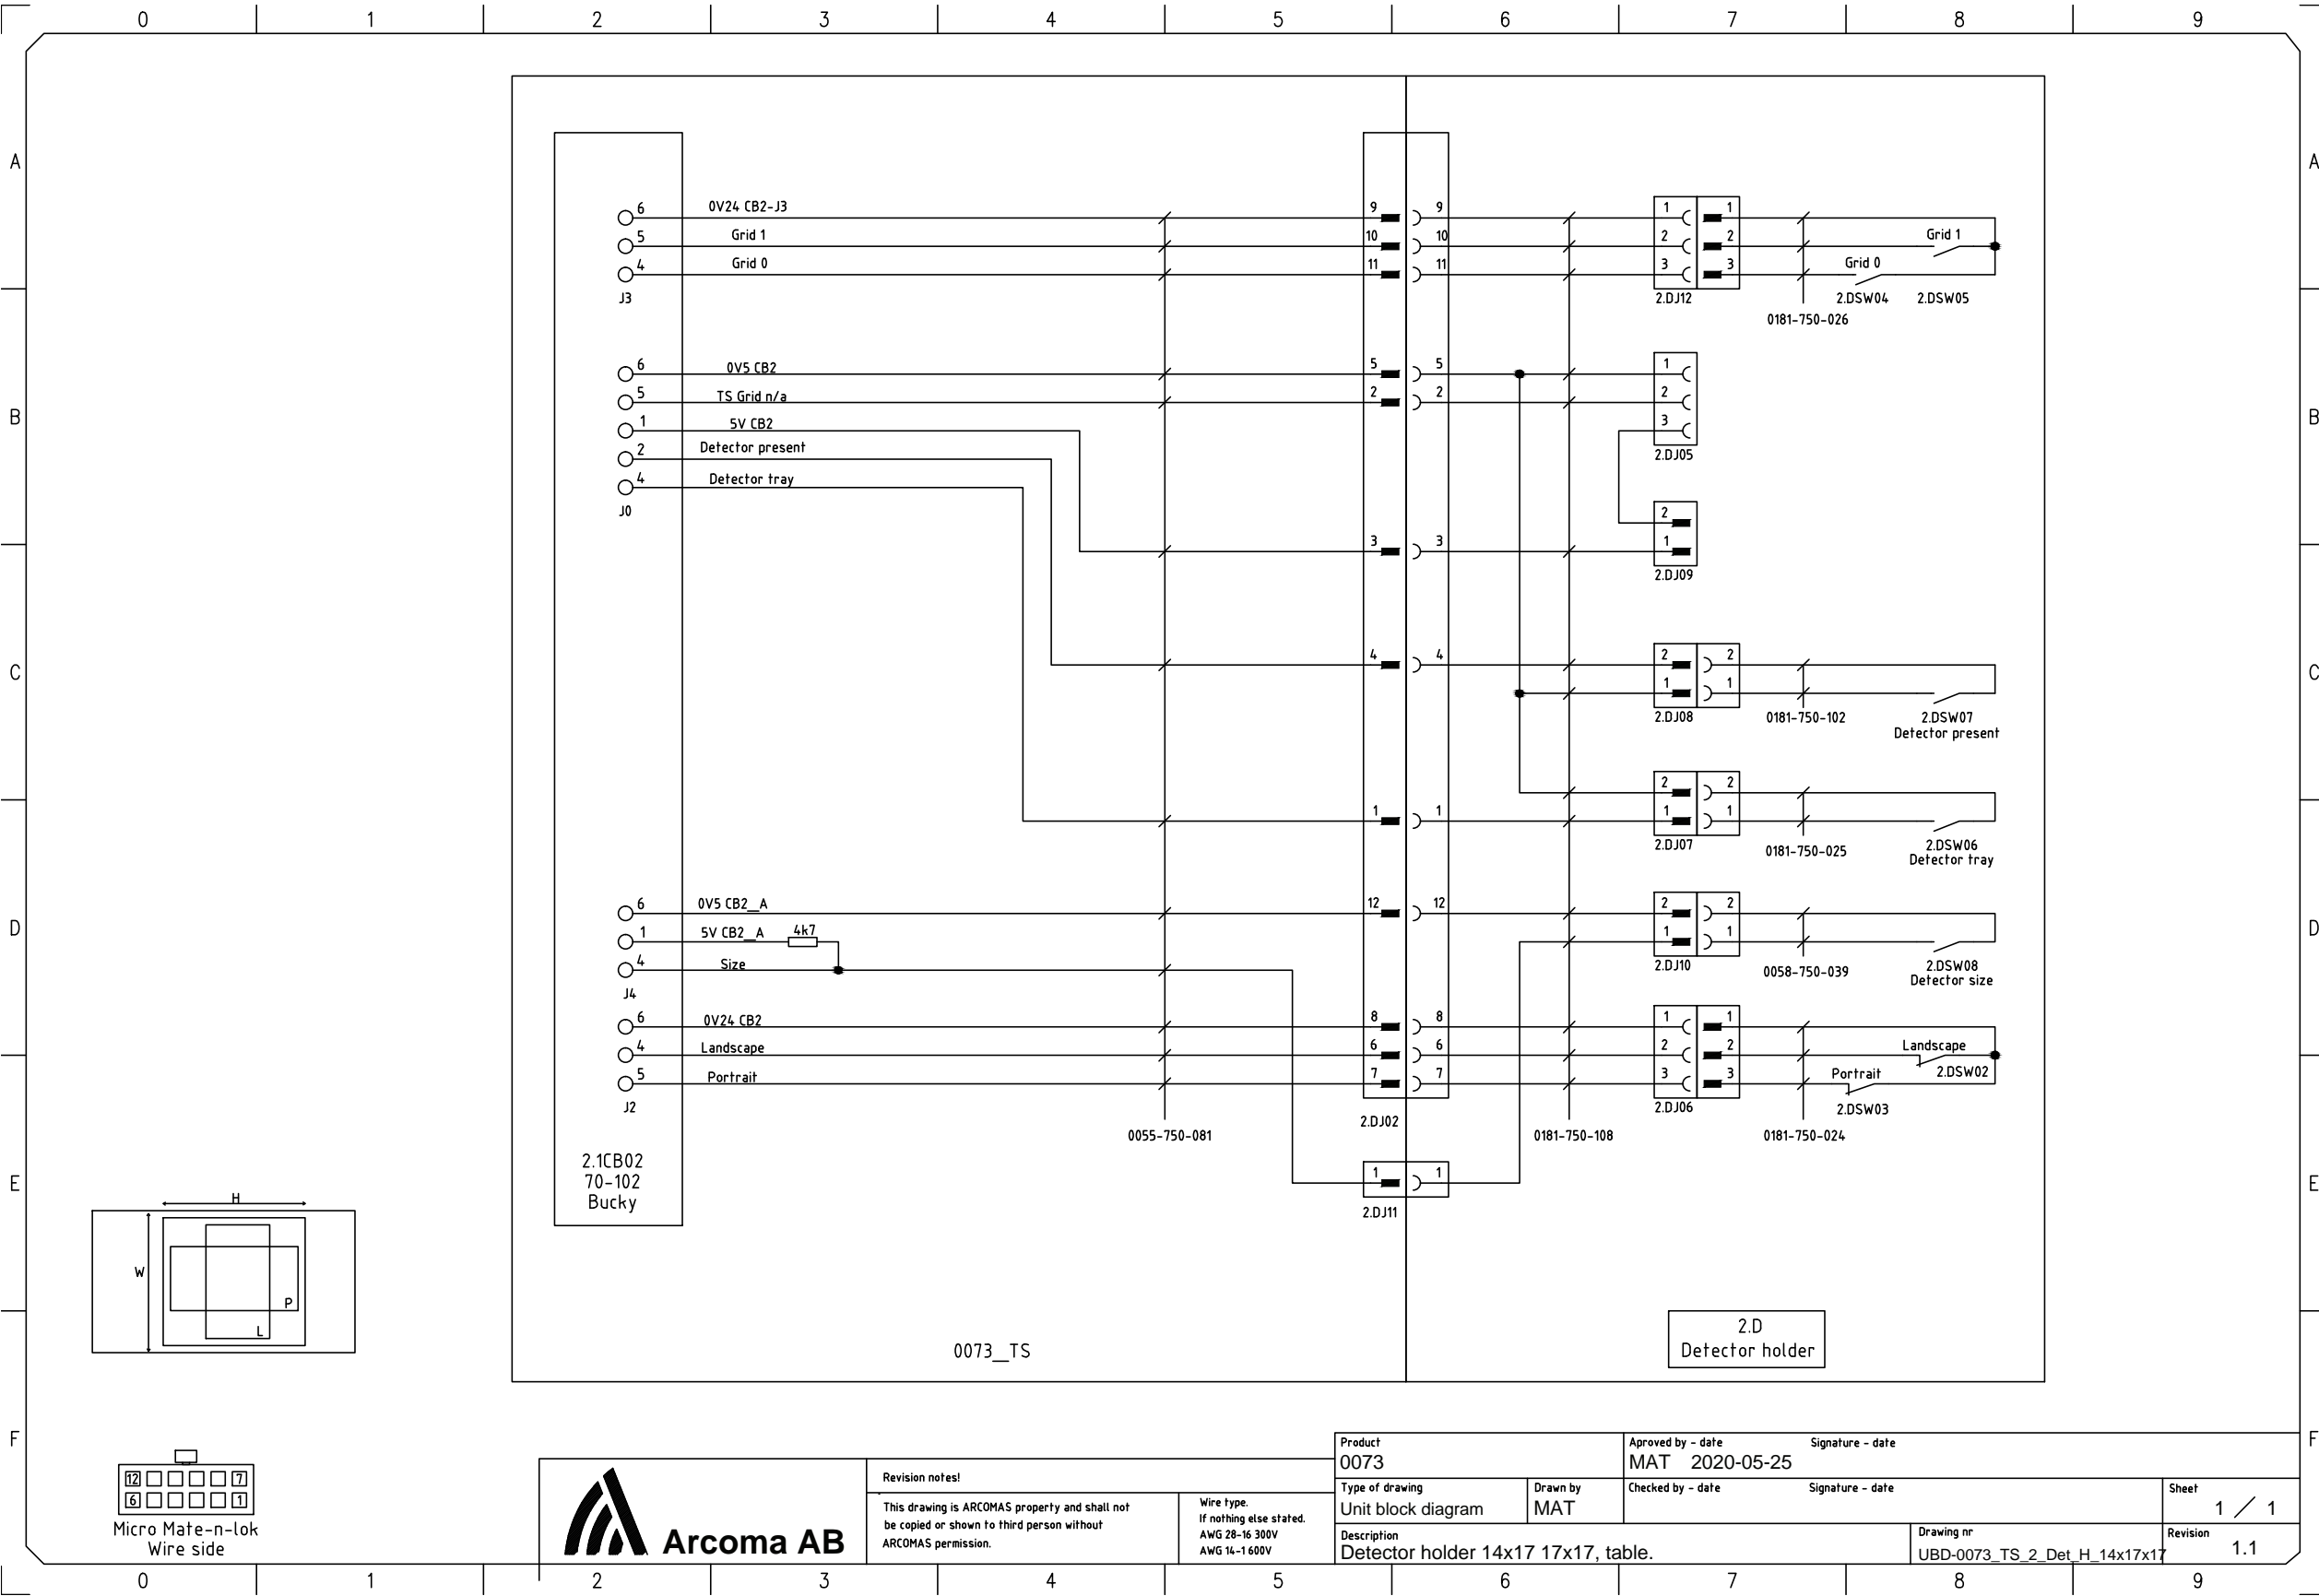 0 1 2 3 4 5 6 7 8 9
A A
B B
C C
D D
E E
F F
6 0V24 CB2-J3 9 9 1 1
5 Grid 1 10 10 2 2 Grid 1
4 Grid 0 11 11 3 3 Grid 0
J3 2.DJ12 2.DSW04 2.DSW05
0181-750-026
6 0V5 CB2 5 5 1
5 TS Grid n/a 2 2 2
1 5V CB2 3
2 Detector present 2.DJ05
4 Detector tray
J0 2
3 3 1
2.DJ09
4 4 2 2
1 1
2.DJ08 0181-750-102 2.DSW07
Detector present
2 2
1 1 1 1
2.DJ07 0181-750-025 2.DSW06
Detector tray
6 0V5 CB2_A 12 12 2 2
1 5V CB2_A 4k7 1 1
4 Size 2.DJ10 0058-750-039 2.DSW08
J4 Detector size
6 0V24 CB2 8 8 1 1
4 Landscape 6 6 2 2 Landscape
2.DSW02
5 Portrait 7 7 3 3 Portrait
J2 2.DJ06 2.DSW03
2.DJ02
0055-750-081 0181-750-108 0181-750-024
2.1CB02
70-102
Bucky
1 1
2.DJ11
H
W
P
L
0073_TS
2.D
Detector holder
12 7
6 1
Micro Mate-n-lok
Wire side
Arcoma AB
Revision notes!
This drawing is ARCOMAS property and shall not
be copied or shown to third person without
ARCOMAS permission.
Wire type.
If nothing else stated.
AWG 28-16 300V
AWG 14-1 600V
Product
0073
Aproved by - date Signature - date
MAT 2020-05-25
Type of drawing
Unit block diagram
Drawn by
MAT
Checked by - date Signature - date
Sheet
1 / 1
Description
Detector holder 14x17 17x17, table.
Drawing nr
UBD-0073_TS_2_Det_H_14x17x17
Revision
1.1
0 1 2 3 4 5 6 7 8 9